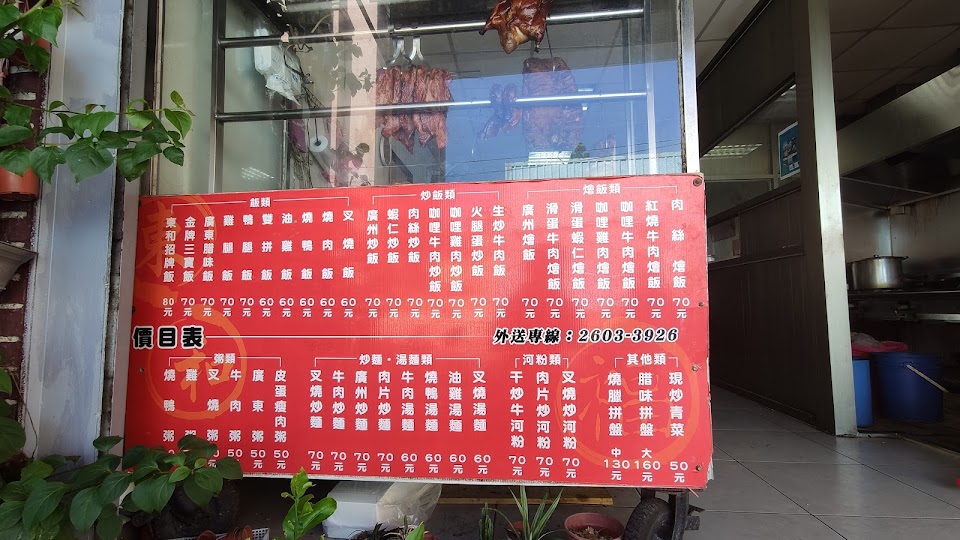 飯類
東和招牌飯 80元
金牌三寶飯 70元
廣東臘味飯 70元
雞腿飯 70元
鴨腿飯 70元
雙拼飯 60元
油雞飯 60元
燒鴨飯 60元
燒肉飯 60元
叉燒飯 60元
炒飯類
廣州炒飯 70元
蝦仁炒飯 70元
肉絲炒飯 70元
咖哩牛肉炒飯 70元
咖哩雞肉炒飯 70元
火腿蛋炒飯 70元
生炒牛肉飯 70元
燴飯類
廣州燴飯 70元
滑蛋牛肉燴飯 70元
滑蛋蝦仁燴飯 70元
咖哩雞肉燴飯 70元
咖哩牛肉燴飯 70元
紅燒牛肉燴飯 70元
肉絲燴飯 70元
價目表
外送專線：2603-3926
粥類
燒鴨粥
雞粥
叉燒粥
牛肉粥 50元
廣東粥 50元
皮蛋瘦肉粥 50元
炒麵・湯麵類
叉燒炒麵 70元
牛肉炒麵 70元
廣州炒麵 70元
肉片炒麵 70元
牛肉湯麵 60元
燒鴨湯麵 60元
油雞湯麵 60元
叉燒湯麵 60元
河粉類
干炒牛河粉 70元
肉片炒河粉 70元
叉燒炒河粉 70元
其他類
燒臘拼盤 中130元
臘味拼盤 大160元
現炒青菜 50元
東
和